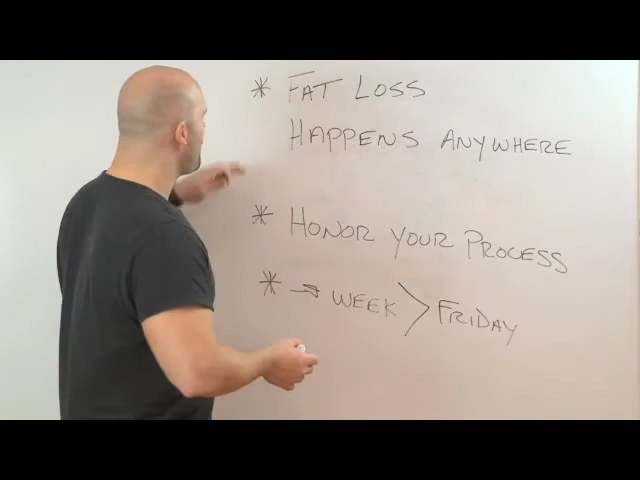 * FAT LOSS
HAPPENS ANYWHERE
* HONOR YOUR PROCESS
* → WEEK > FRIDAY